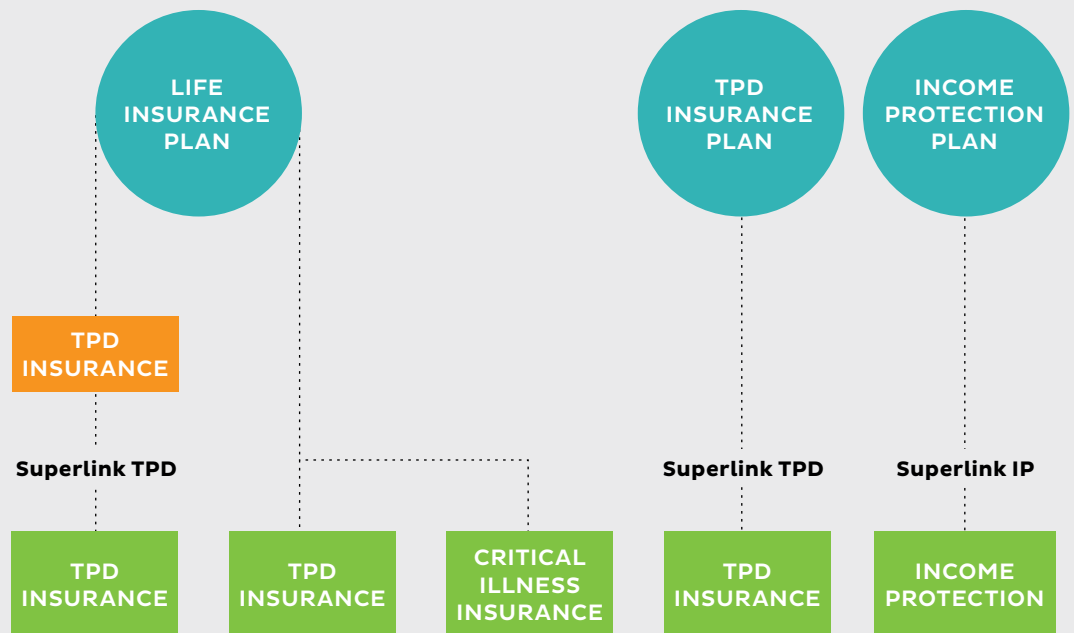 LIFE
INSURANCE
PLAN
TPD
INSURANCE
PLAN
INCOME
PROTECTION
PLAN
TPD
INSURANCE
Superlink TPD
Superlink TPD
Superlink IP
TPD
INSURANCE
TPD
INSURANCE
CRITICAL
ILLNESS
INSURANCE
TPD
INSURANCE
INCOME
PROTECTION